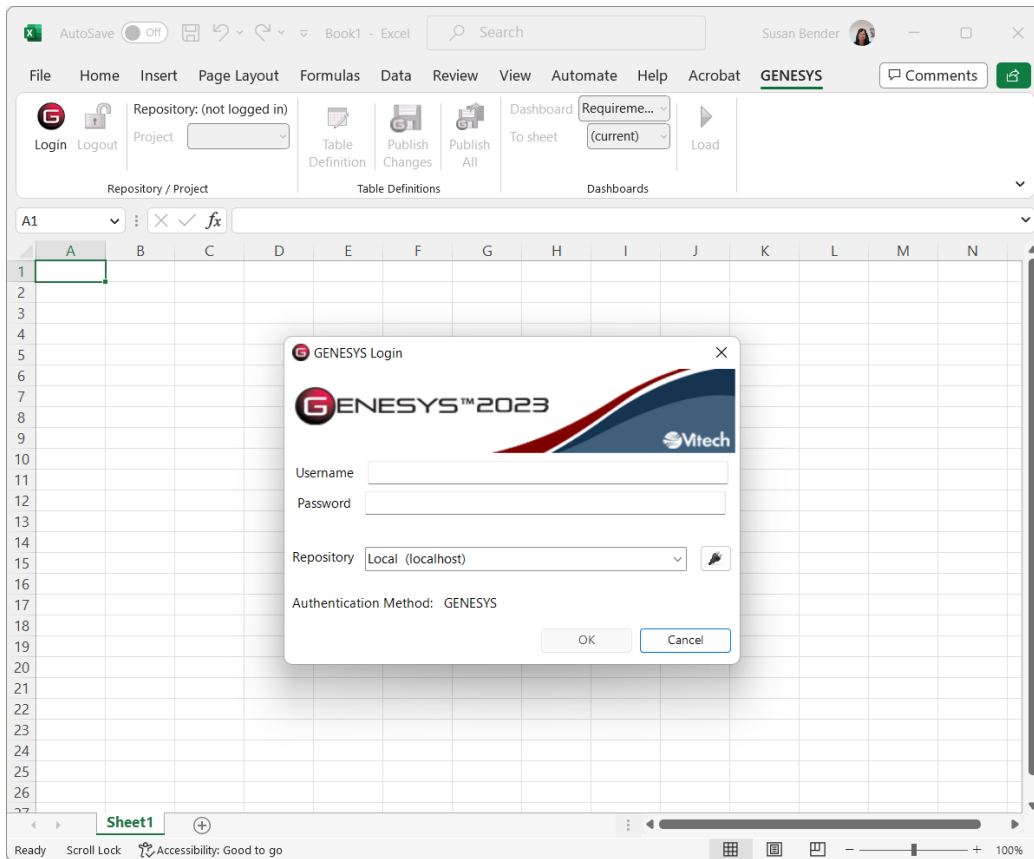 AutoSave Off Book1 - Excel Search Susan Bender
File Home Insert Page Layout Formulas Data Review View Automate Help Acrobat GENESYS Comments
Repository: (not logged in)
Project
Login Logout
Repository / Project
Table Definition
Publish Changes
Publish All
Table Definitions
Dashboard Requireme...
To sheet (current)
Load
Dashboards
A1 fx
A B C D E F G H I J K L M N
1
2
3
4
5
6
7
8
9
10
11
12
13
14
15
16
17
18
19
20
21
22
23
24
25
26
27
GENESYS Login
GENESYS™2023
Vitech
Username
Password
Repository Local (localhost)
Authentication Method: GENESYS
OK Cancel
Sheet1
Ready Scroll Lock Accessibility: Good to go 100%